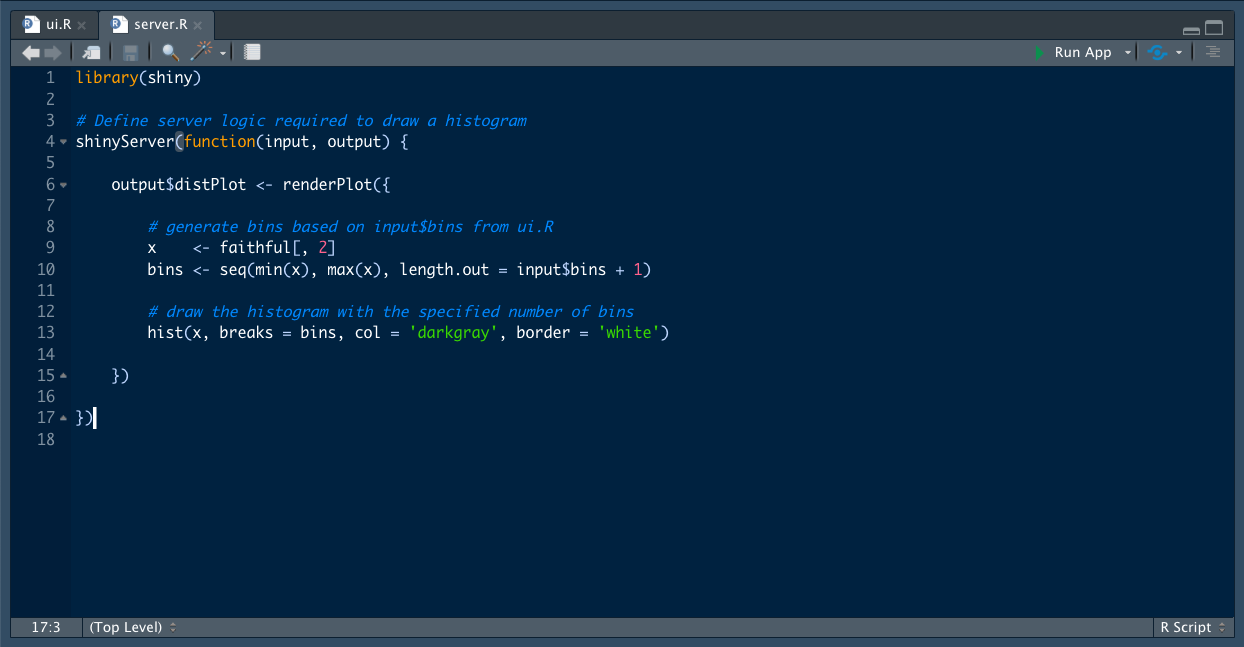 ui.R
server.R
Run App
1 library(shiny)
2
3 # Define server logic required to draw a histogram
4 shinyServer(function(input, output) {
5
6     output$distPlot <- renderPlot({
7
8         # generate bins based on input$bins from ui.R
9         x    <- faithful[, 2]
10         bins <- seq(min(x), max(x), length.out = input$bins + 1)
11
12         # draw the histogram with the specified number of bins
13         hist(x, breaks = bins, col = 'darkgray', border = 'white')
14
15     })
16
17 })
18
17:3 (Top Level) R Script